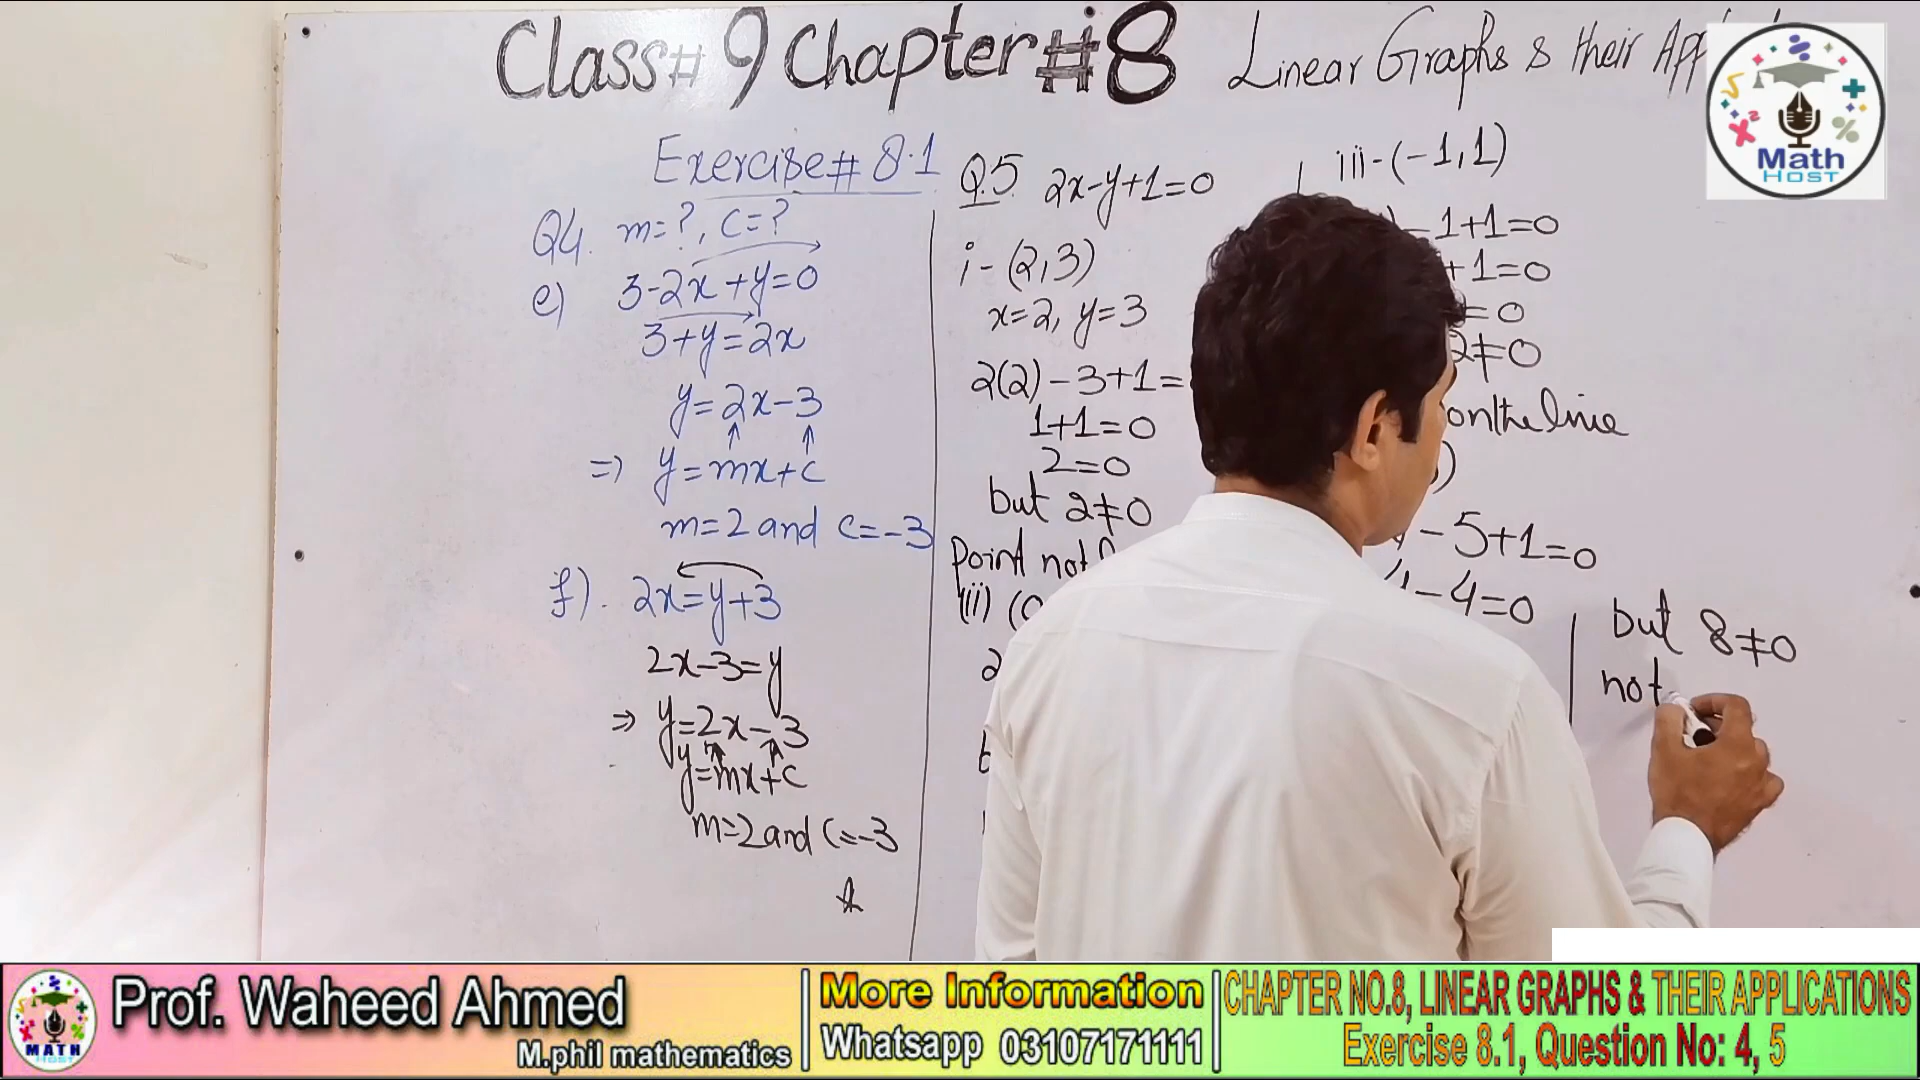 Class# 9 Chapter #8 Linear Graphs & their
Math
HOST
Exercise# 8.1
Q4. m=?, c=?
e) 3-2x+y=0
3+y=2x
y=2x-3
=> y=mx+c
m=2 and c=-3
f). 2x=y+3
2x-3=y
=> y=2x-3
y=mx+c
m=2 and c=-3
Q.5 2x-y+1=0
i- (2,3)
x=2, y=3
2(2)-3+1=
1+1=0
2=0
but 2≠0
Point not
(ii) (0
2
iii-(-1,1)
-1+1=0
+1=0
=0
2≠0
on the line
)
-5+1=0
-4=0
but 8≠0
not
MATH
HOST
Prof. Waheed Ahmed
M.phil mathematics
More Information
Whatsapp 03107171111
CHAPTER NO.8, LINEAR GRAPHS & THEIR APPLICATIONS
Exercise 8.1, Question No: 4, 5